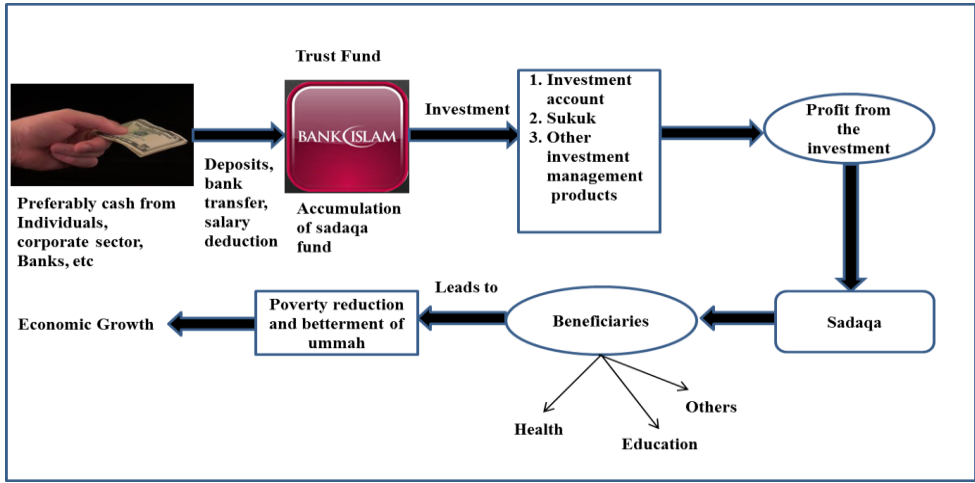 Trust Fund
BANK ISLAM
Preferably cash from
Individuals,
corporate sector,
Banks, etc
Deposits,
bank
transfer,
salary
deduction
Accumulation
of sadaqa
fund
Investment
1. Investment
account
2. Sukuk
3. Other
investment
management
products
Profit from
the
investment
Sadaqa
Beneficiaries
Health
Education
Others
Leads to
Poverty reduction
and betterment of
ummah
Economic Growth